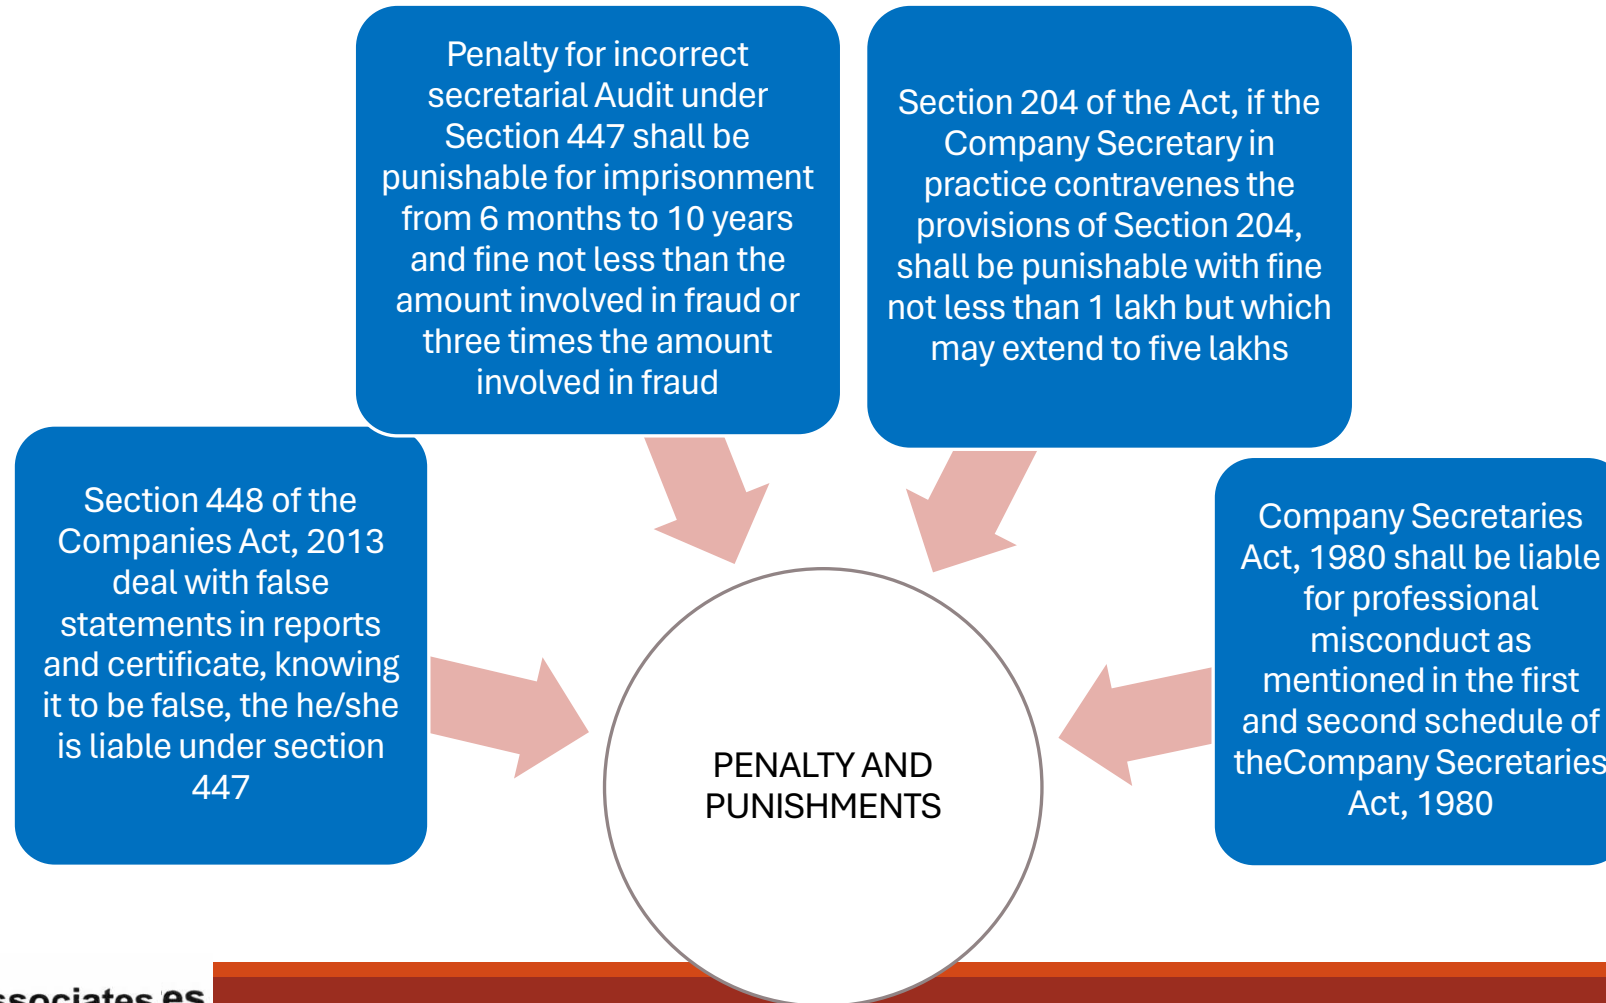 Penalty for incorrect
secretarial Audit under
Section 447 shall be
punishable for imprisonment
from 6 months to 10 years
and fine not less than the
amount involved in fraud or
three times the amount
involved in fraud
Section 204 of the Act, if the
Company Secretary in
practice contravenes the
provisions of Section 204,
shall be punishable with fine
not less than 1 lakh but which
may extend to five lakhs
Section 448 of the
Companies Act, 2013
deal with false
statements in reports
and certificate, knowing
it to be false, the he/she
is liable under section
447
Company Secretaries
Act, 1980 shall be liable
for professional
misconduct as
mentioned in the first
and second schedule of
theCompany Secretaries
Act, 1980
PENALTY AND
PUNISHMENTS
ssociates es